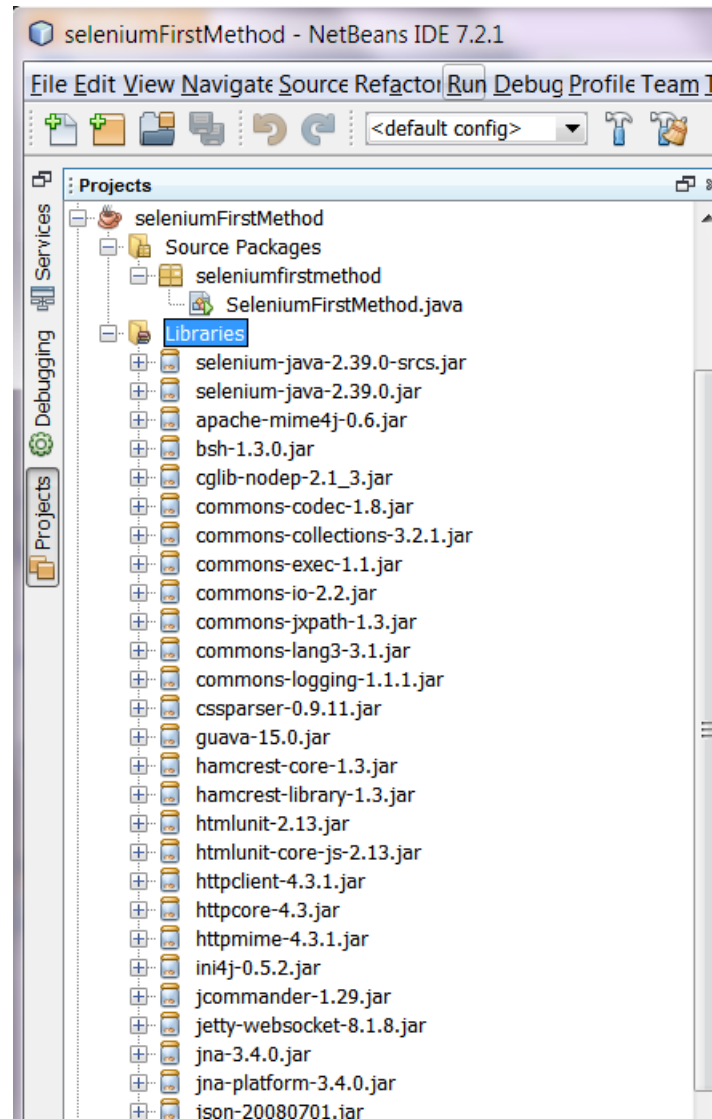 seleniumFirstMethod - NetBeans IDE 7.2.1
File Edit View Navigate Source Refactor Run Debug Profile Team T
<default config>
Projects
Services
Debugging
Projects
seleniumFirstMethod
Source Packages
seleniumfirstmethod
SeleniumFirstMethod.java
Libraries
selenium-java-2.39.0-srcs.jar
selenium-java-2.39.0.jar
apache-mime4j-0.6.jar
bsh-1.3.0.jar
cglib-nodep-2.1_3.jar
commons-codec-1.8.jar
commons-collections-3.2.1.jar
commons-exec-1.1.jar
commons-io-2.2.jar
commons-jxpath-1.3.jar
commons-lang3-3.1.jar
commons-logging-1.1.1.jar
cssparser-0.9.11.jar
guava-15.0.jar
hamcrest-core-1.3.jar
hamcrest-library-1.3.jar
htmlunit-2.13.jar
htmlunit-core-js-2.13.jar
httpclient-4.3.1.jar
httpcore-4.3.jar
httpmime-4.3.1.jar
ini4j-0.5.2.jar
jcommander-1.29.jar
jetty-websocket-8.1.8.jar
jna-3.4.0.jar
jna-platform-3.4.0.jar
json-20080701.jar